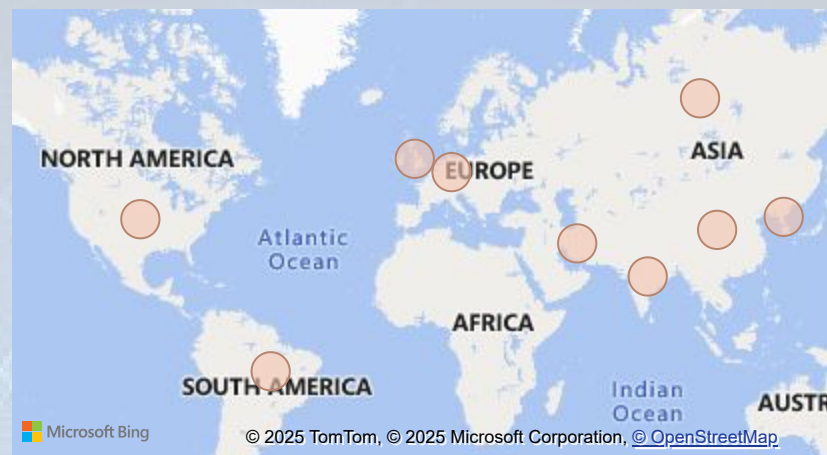 NORTH AMERICA
ASIA
EUROPE
Atlantic
Ocean
AFRICA
SOUTH AMERICA
Indian
Ocean
AUSTR
Microsoft Bing
© 2025 TomTom, © 2025 Microsoft Corporation, © OpenStreetMap